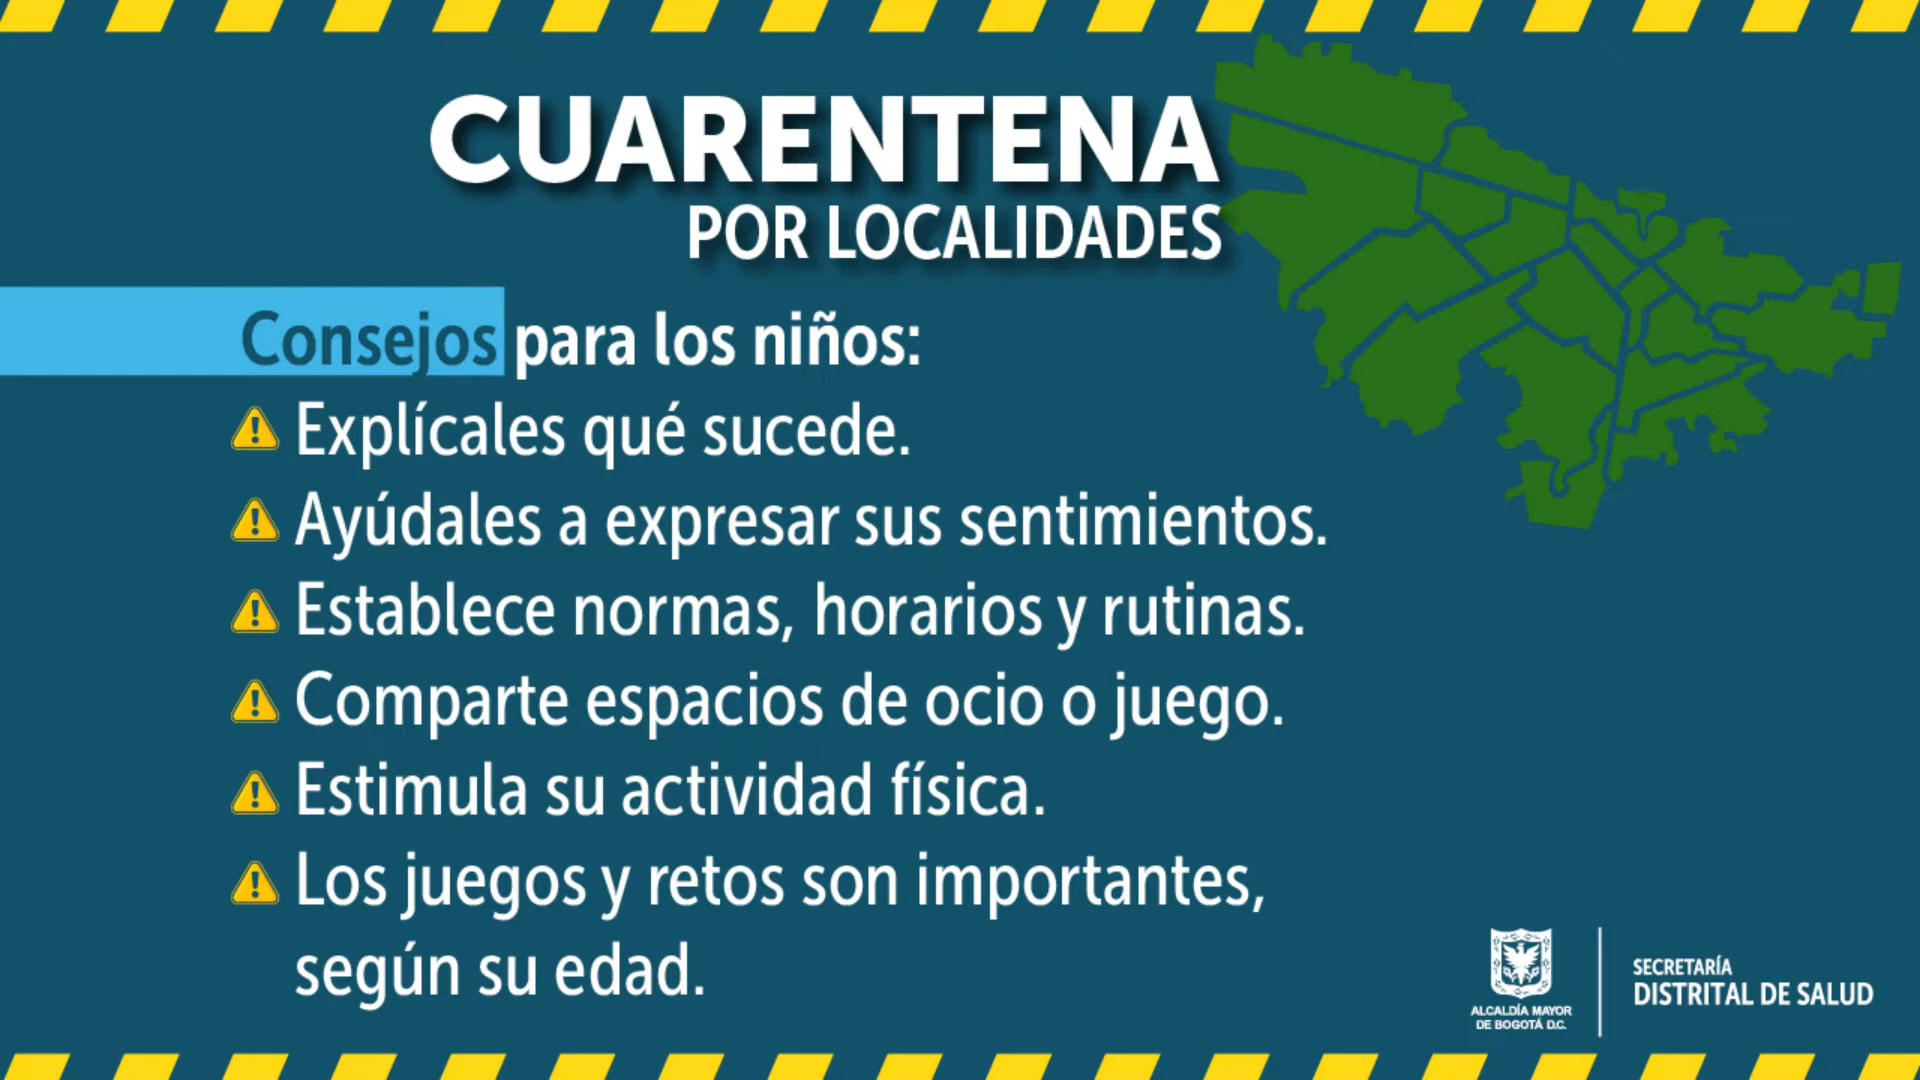 CUARENTENA
POR LOCALIDADES
Consejos para los niños:
Explícales qué sucede.
Ayúdales a expresar sus sentimientos.
Establece normas, horarios y rutinas.
Comparte espacios de ocio o juego.
Estimula su actividad física.
Los juegos y retos son importantes,
según su edad.
ALCALDÍA MAYOR
DE BOGOTÁ D.C.
SECRETARÍA
DISTRITAL DE SALUD